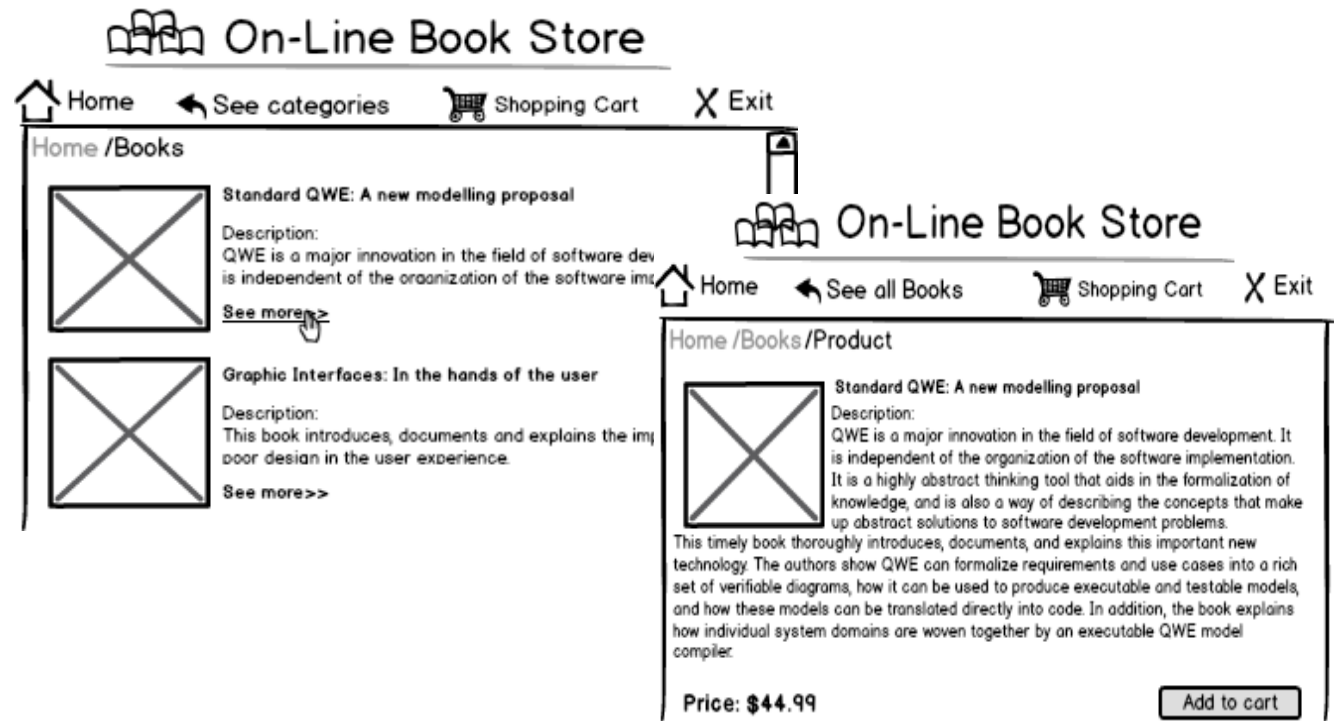 On-Line Book Store
Home See categories Shopping Cart X Exit
Home /Books
Standard QWE: A new modelling proposal
Description:
QWE is a major innovation in the field of software dev
is independent of the organization of the software
See more>>
Graphic Interfaces: In the hands of the user
Description:
This book introduces, documents and explains the
poor design in the user experience.
See more>>
On-Line Book Store
Home See all Books Shopping Cart X Exit
Home /Books/Product
Standard QWE: A new modelling proposal
Description:
QWE is a major innovation in the field of software development. It
is independent of the organization of the software implementation.
It is a highly abstract thinking tool that aids in the formalization of
knowledge, and is also a way of describing the concepts that make
up abstract solutions to software development problems.
This timely book thoroughly introduces, documents, and explains this important new
technology. The authors show QWE can formalize requirements and use cases into a rich
set of verifiable diagrams, how it can be used to produce executable and testable models,
and how these models can be translated directly into code. In addition, the book explains
how individual system domains are woven together by an executable QWE model
compiler.
Price: $44.99 Add to cart